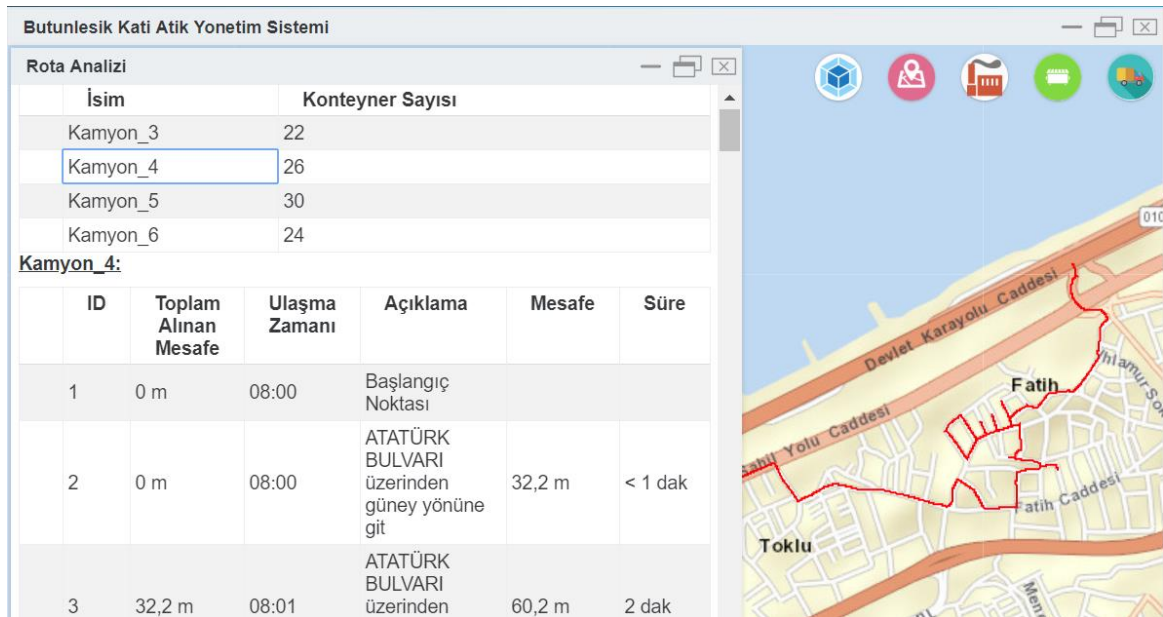 Butunlesik Kati Atik Yonetim Sistemi
Rota Analizi
İsim Konteyner Sayısı
Kamyon_3 22
Kamyon_4 26
Kamyon_5 30
Kamyon_6 24
Kamyon_4:
ID Toplam Alınan Mesafe Ulaşma Zamanı Açıklama Mesafe Süre
1 0 m 08:00 Başlangıç Noktası
2 0 m 08:00 ATATÜRK BULVARI üzerinden güney yönüne git 32,2 m < 1 dak
3 32,2 m 08:01 ATATÜRK BULVARI üzerinden 60,2 m 2 dak
010
Devlet Karayolu Caddesi
Fatih
Sahil Yolu Caddesi
Fatih Caddesi
Toklu